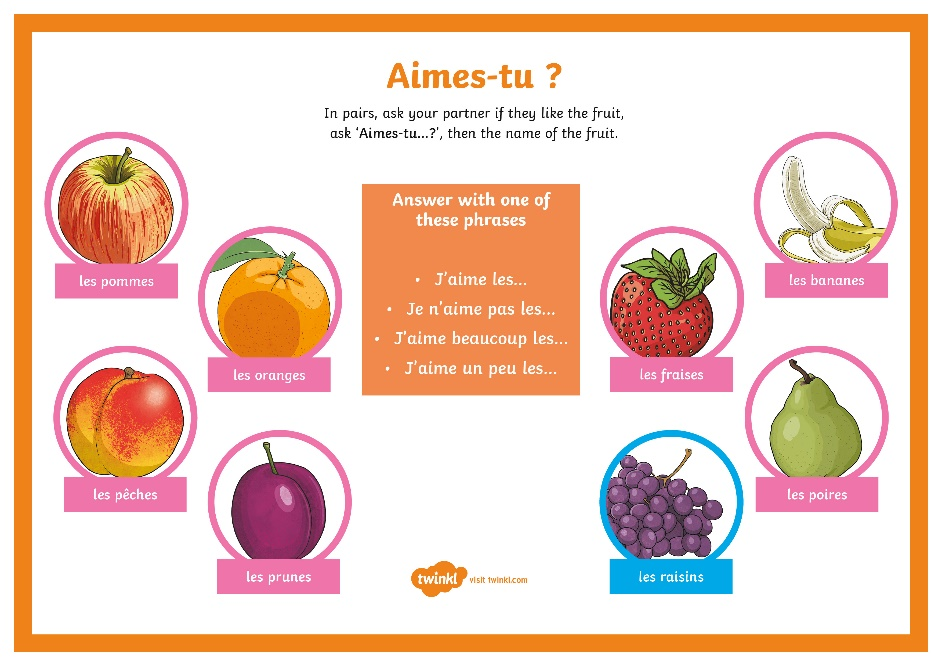 Aimes-tu ?
In pairs, ask your partner if they like the fruit,
ask ‘Aimes-tu...?’, then the name of the fruit.
Answer with one of
these phrases
• J’aime les...
• Je n’aime pas les...
• J’aime beaucoup les...
• J’aime un peu les...
les pommes
les oranges
les pêches
les prunes
les bananes
les fraises
les poires
les raisins
twinkl visit twinkl.com